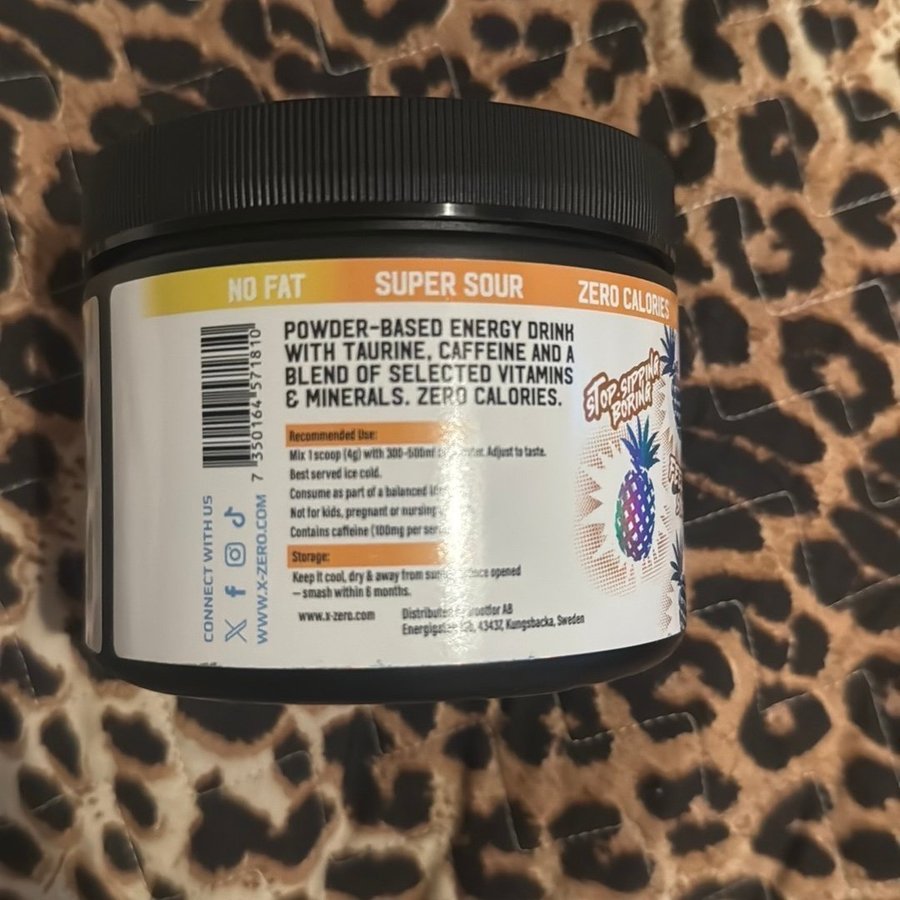 NO FAT
SUPER SOUR
ZERO CALORIES
POWDER-BASED ENERGY DRINK
WITH TAURINE, CAFFEINE AND A
BLEND OF SELECTED VITAMINS
& MINERALS. ZERO CALORIES.
Recommended Use:
Mix 1 scoop (4g) with 300-500ml Adjust to taste.
Best served ice cold.
Consume as part of a balanced
Not for kids, pregnant or nursing
Contains caffeine (100mg per
Storage:
Keep it cool, dry & away from opened
– smash within 6 months.
www.x-zero.com
Distributed AB
43437, Kungsbacka, Sweden
7 350164 571810
CONNECT WITH US
WWW.X-ZERO.COM
STOP SIPPING
BORING